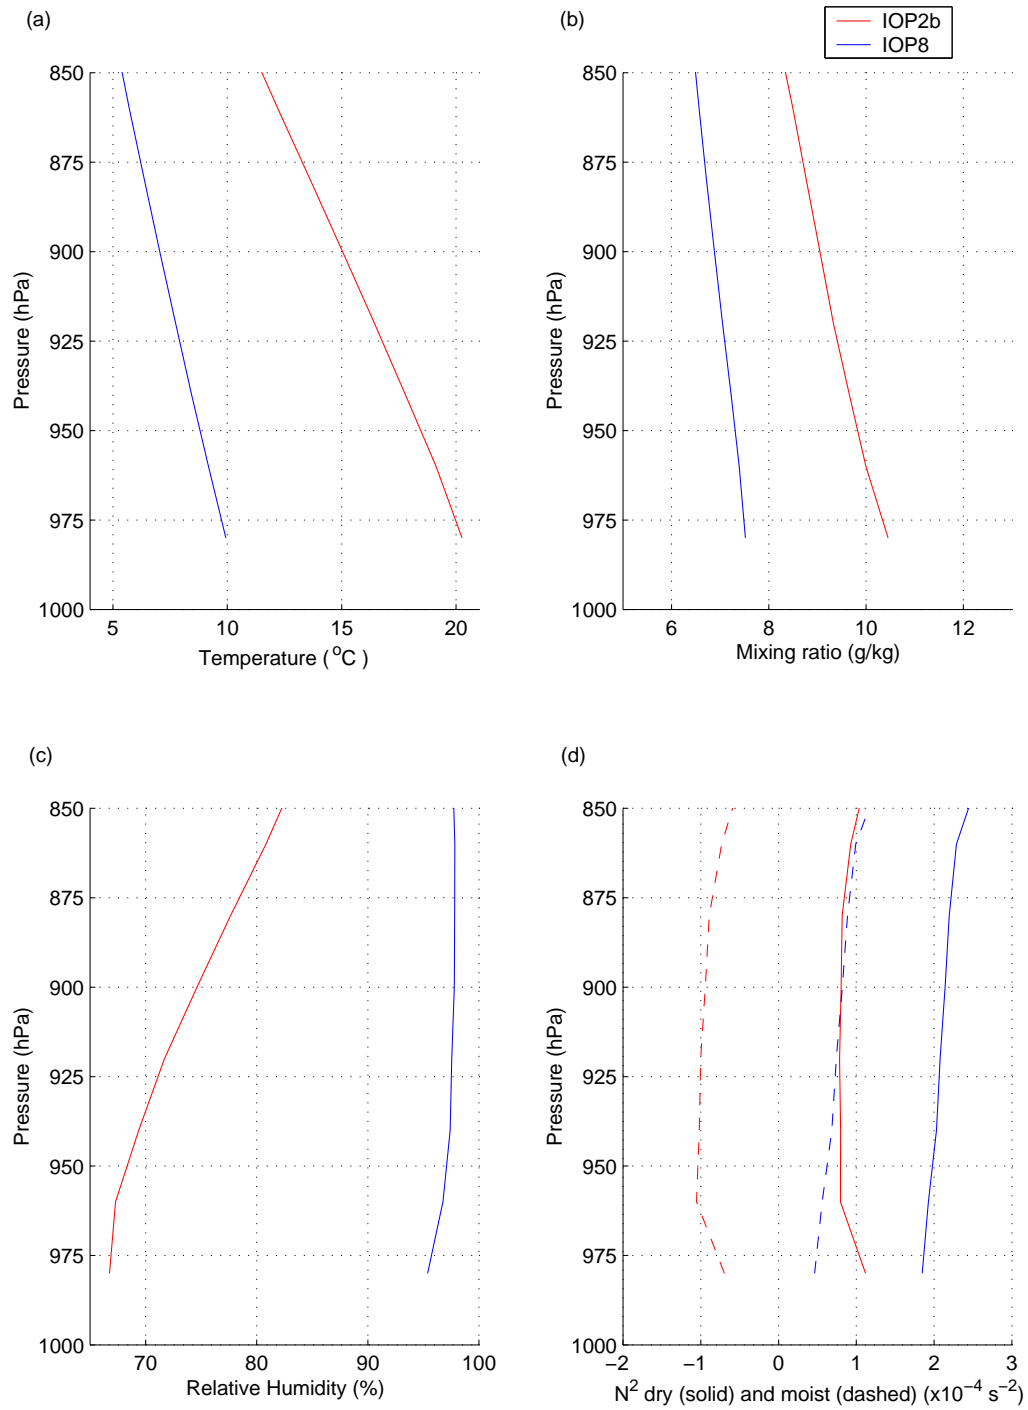 (a)
(b)
IOP2b
IOP8
850
875
900
925
950
975
1000
Pressure (hPa)
5 10 15 20
Temperature (°C )
850
875
900
925
950
975
1000
Pressure (hPa)
6 8 10 12
Mixing ratio (g/kg)
(c)
(d)
850
875
900
925
950
975
1000
Pressure (hPa)
70 80 90 100
Relative Humidity (%)
850
875
900
925
950
975
1000
Pressure (hPa)
−2 −1 0 1 2 3
N² dry (solid) and moist (dashed) (x10⁻⁴ s⁻²)